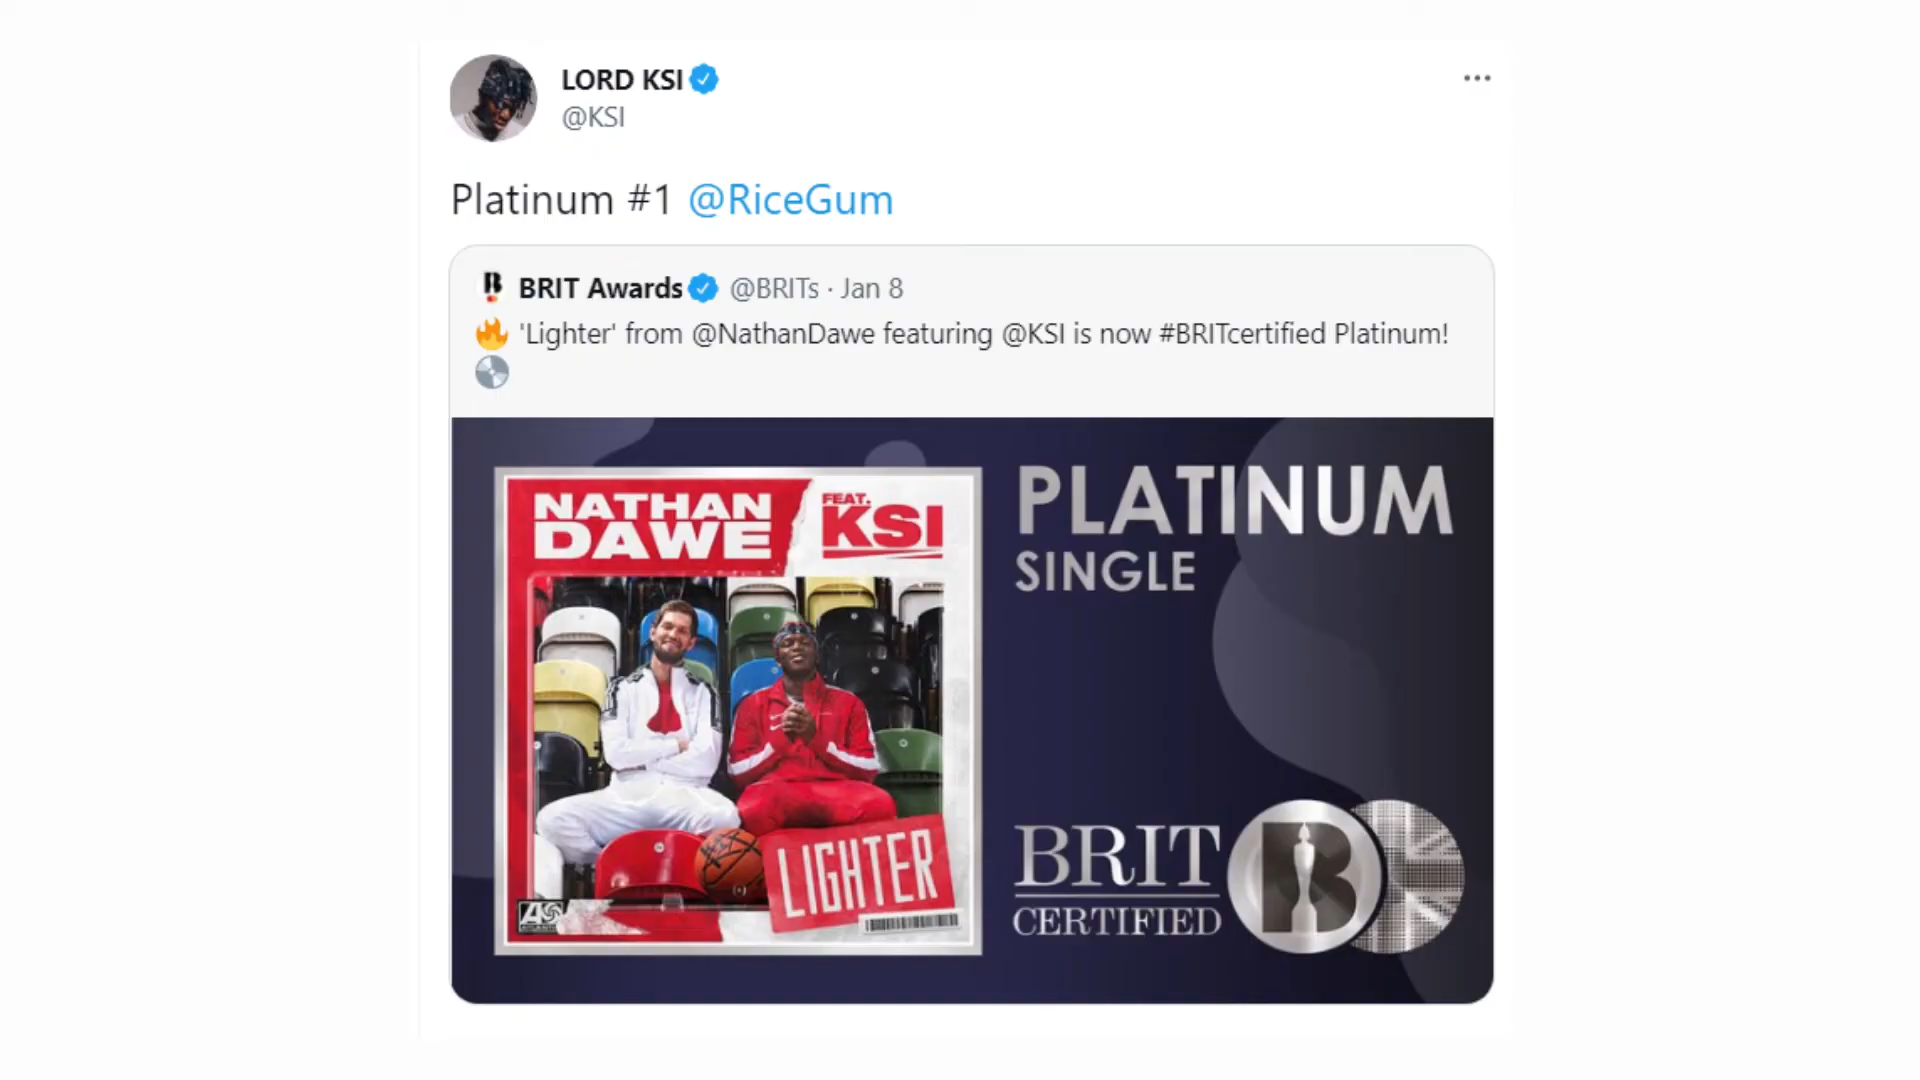 LORD KSI
@KSI
Platinum #1 @RiceGum
BRIT Awards @BRITs · Jan 8
🔥 'Lighter' from @NathanDawe featuring @KSI is now #BRITcertified Platinum!
💿
NATHAN
DAWE
FEAT.
KSI
LIGHTER
PLATINUM
SINGLE
BRIT
CERTIFIED